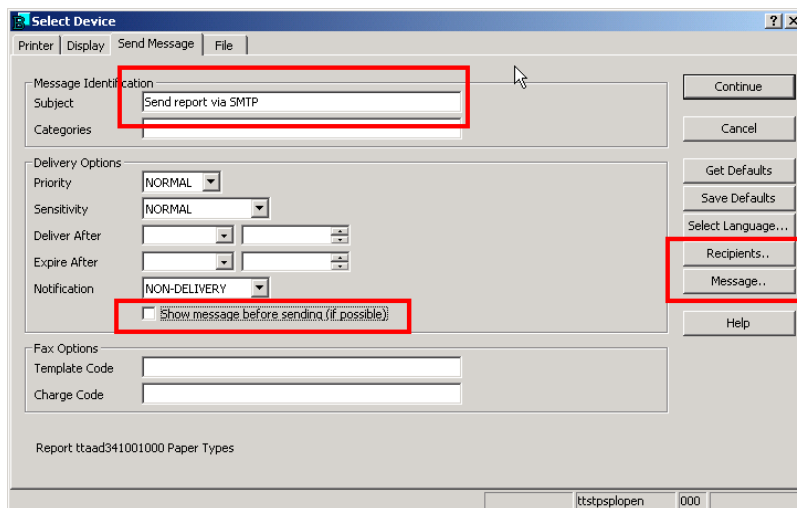 Select Device
Printer Display Send Message File
Message Identification
Subject Send report via SMTP
Categories
Delivery Options
Priority NORMAL
Sensitivity NORMAL
Deliver After
Expire After
Notification NON-DELIVERY
Show message before sending (if possible)
Fax Options
Template Code
Charge Code
Report ttaad341001000 Paper Types
Continue
Cancel
Get Defaults
Save Defaults
Select Language...
Recipients..
Message..
Help
ttstpsplopen 000